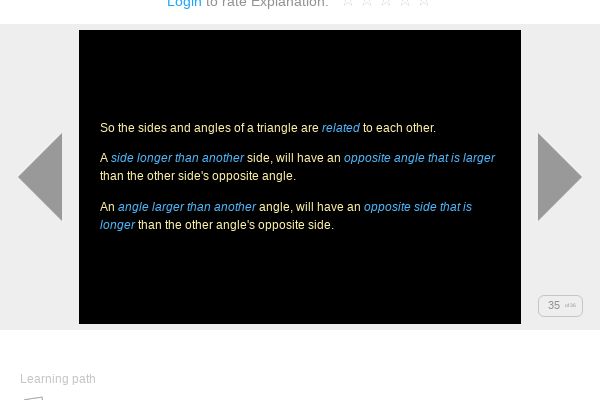 Login to rate Explanation:
So the sides and angles of a triangle are related to each other.
A side longer than another side, will have an opposite angle that is larger
than the other side's opposite angle.
An angle larger than another angle, will have an opposite side that is
longer than the other angle's opposite side.
35 of 36
Learning path